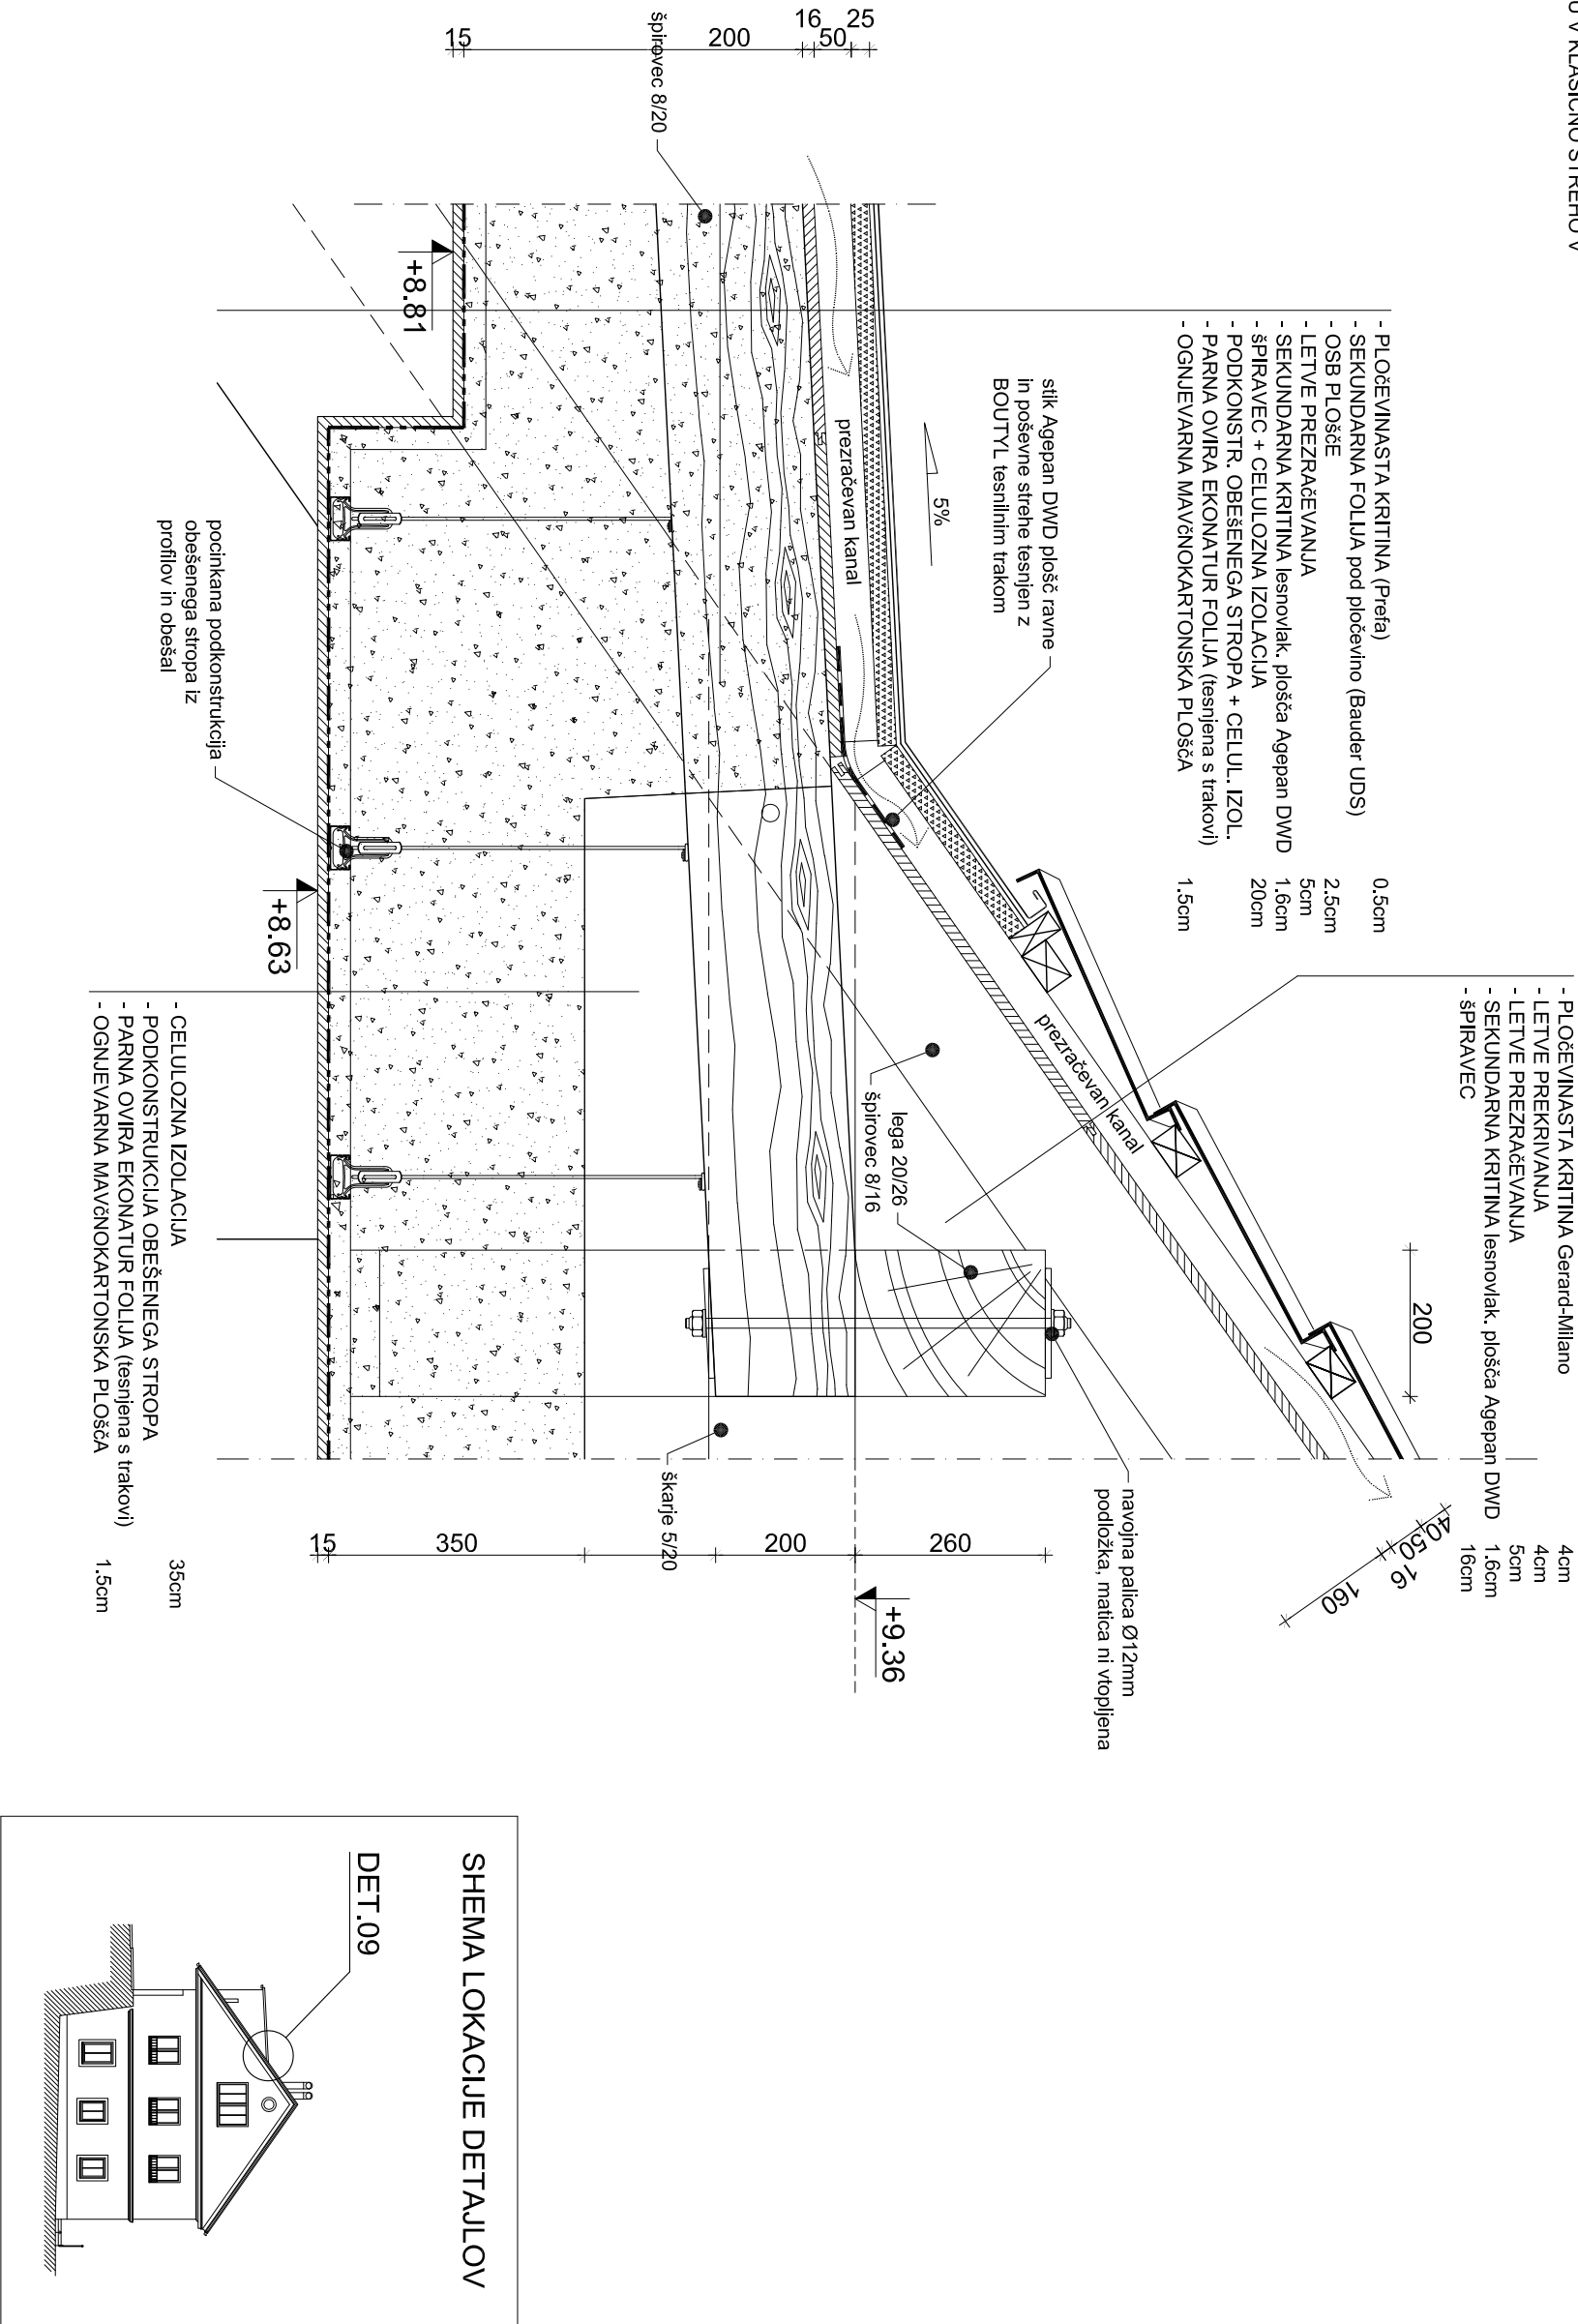 U V KLASIČNO STREHO V
- PLOčEVINASTA KRITINA Gerard-Milano 4cm
- LETVE PREKRIVANJA 4cm
- LETVE PREZRAčEVANJA 5cm
- SEKUNDARNA KRITINA lesnovlak. plošča Agepan DWD 1.6cm
- šPIRAVEC 16cm
- PLOčEVINASTA KRITINA (Prefa) 0.5cm
- SEKUNDARNA FOLIJA pod pločevino (Bauder UDS)
- OSB PLOščE 2.5cm
- LETVE PREZRAčEVANJA 5cm
- SEKUNDARNA KRITINA lesnovlak. plošča Agepan DWD 1.6cm
- šPIRAVEC + CELULOZNA IZOLACIJA 20cm
- PODKONSTR. OBEšENEGA STROPA + CELUL.. IZOL.
- PARNA OVIRA EKONATUR FOLIJA (tesnjena s trakovi)
- OGNJEVARNA MAVčNOKARTONSKA PLOščA 1.5cm
200
40
50
16
160
stik Agepan DWD plošč ravne
in poševne strehe tesnjen z
BOUTYL tesnilnim trakom
5%
prezračevan kanal
prezračevan kanal
navojna palica Ø12mm
podložka, matica ni vtopljena
lega 20/26
špirovec 8/16
+9.36
25
50
16
200
15
260
200
350
15
špirovec 8/20
škarje 5/20
+8.81
+8.63
pocinkana podkonstrukcija
obešenega stropa iz
profilov in obešal
- CELULOZNA IZOLACIJA 35cm
- PODKONSTRUKCIJA OBEŠENEGA STROPA
- PARNA OVIRA EKONATUR FOLIJA (tesnjena s trakovi)
- OGNJEVARNA MAVčNOKARTONSKA PLOščA 1.5cm
SHEMA LOKACIJE DETAJLOV
DET.09